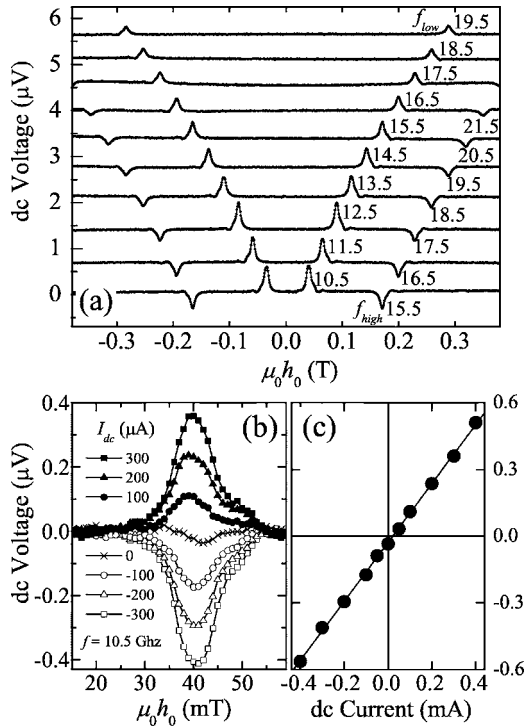 6
5
4
3
2
1
0
dc Voltage (μV)
f_low 19.5
18.5
17.5
16.5
15.5
21.5
14.5
20.5
13.5
19.5
12.5
18.5
11.5
17.5
10.5
16.5
f_high 15.5
(a)
-0.3 -0.2 -0.1 0.0 0.1 0.2 0.3
μ₀h₀ (T)
0.4
0.2
0.0
-0.2
-0.4
dc Voltage (μV)
(b)
I_dc (μA)
300
200
100
0
-100
-200
-300
f = 10.5 Ghz
20 30 40 50
μ₀h₀ (mT)
(c)
0.6
0.3
0.0
-0.3
-0.6
-0.4 -0.2 0.0 0.2 0.4
dc Current (mA)